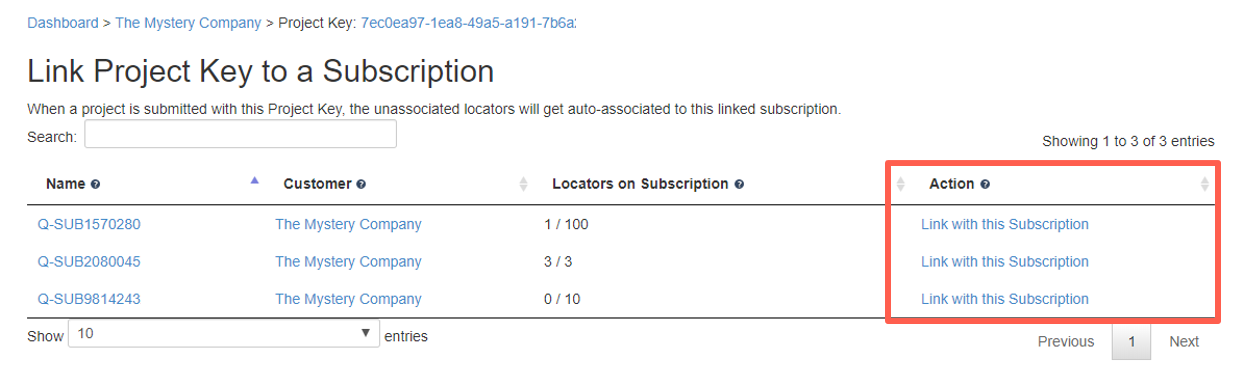 Dashboard > The Mystery Company > Project Key: 7ec0ea97-1ea8-49a5-a191-7b6a
Link Project Key to a Subscription
When a project is submitted with this Project Key, the unassociated locators will get auto-associated to this linked subscription.
Search:
Showing 1 to 3 of 3 entries
Name Customer Locators on Subscription Action
Q-SUB1570280 The Mystery Company 1 / 100 Link with this Subscription
Q-SUB2080045 The Mystery Company 3 / 3 Link with this Subscription
Q-SUB9814243 The Mystery Company 0 / 10 Link with this Subscription
Show 10 entries
Previous 1 Next